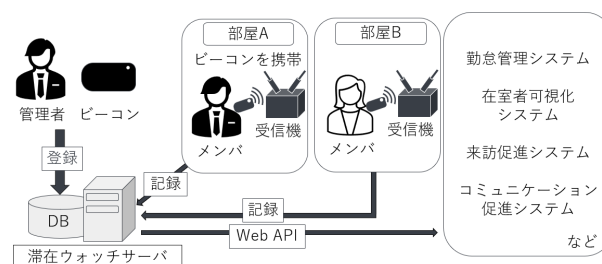 部屋A
ビーコンを携帯
メンバ
受信機
部屋B
メンバ
受信機
管理者
ビーコン
登録
DB
滞在ウォッチサーバ
記録
記録
Web API
勤怠管理システム
在室者可視化
システム
来訪促進システム
コミュニケーション
促進システム
など